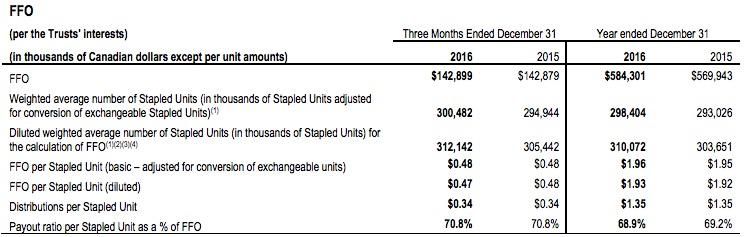 FFO
(per the Trusts' interests) Three Months Ended December 31 Year ended December 31
(in thousands of Canadian dollars except per unit amounts) 2016 2015 2016 2015
FFO $142,899 $142,879 $584,301 $569,943
Weighted average number of Stapled Units (in thousands of Stapled Units adjusted
for conversion of exchangeable Stapled Units)(1) 300,482 294,944 298,404 293,026
Diluted weighted average number of Stapled Units (in thousands of Stapled Units) for
the calculation of FFO(1)(2)(3)(4) 312,142 305,442 310,072 303,651
FFO per Stapled Unit (basic – adjusted for conversion of exchangeable units) $0.48 $0.48 $1.96 $1.95
FFO per Stapled Unit (diluted) $0.47 $0.48 $1.93 $1.92
Distributions per Stapled Unit $0.34 $0.34 $1.35 $1.35
Payout ratio per Stapled Unit as a % of FFO 70.8% 70.8% 68.9% 69.2%